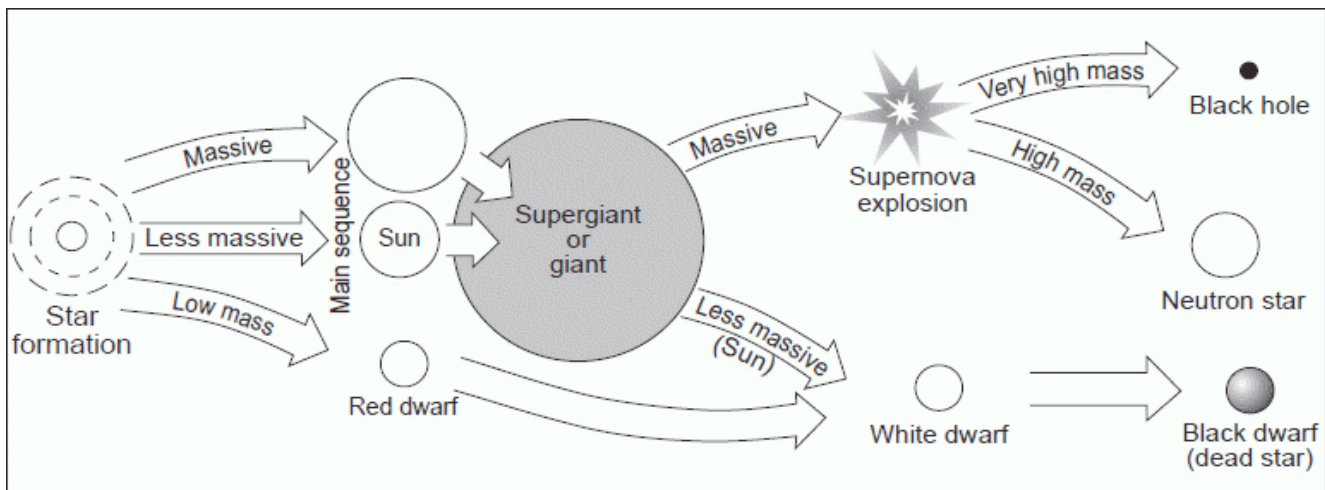 Star
formation
Massive
Less massive
Low mass
Main sequence
Sun
Red dwarf
Supergiant
or
giant
Massive
Less massive
(Sun)
Supernova
explosion
Very high mass
High mass
Black hole
Neutron star
White dwarf
Black dwarf
(dead star)